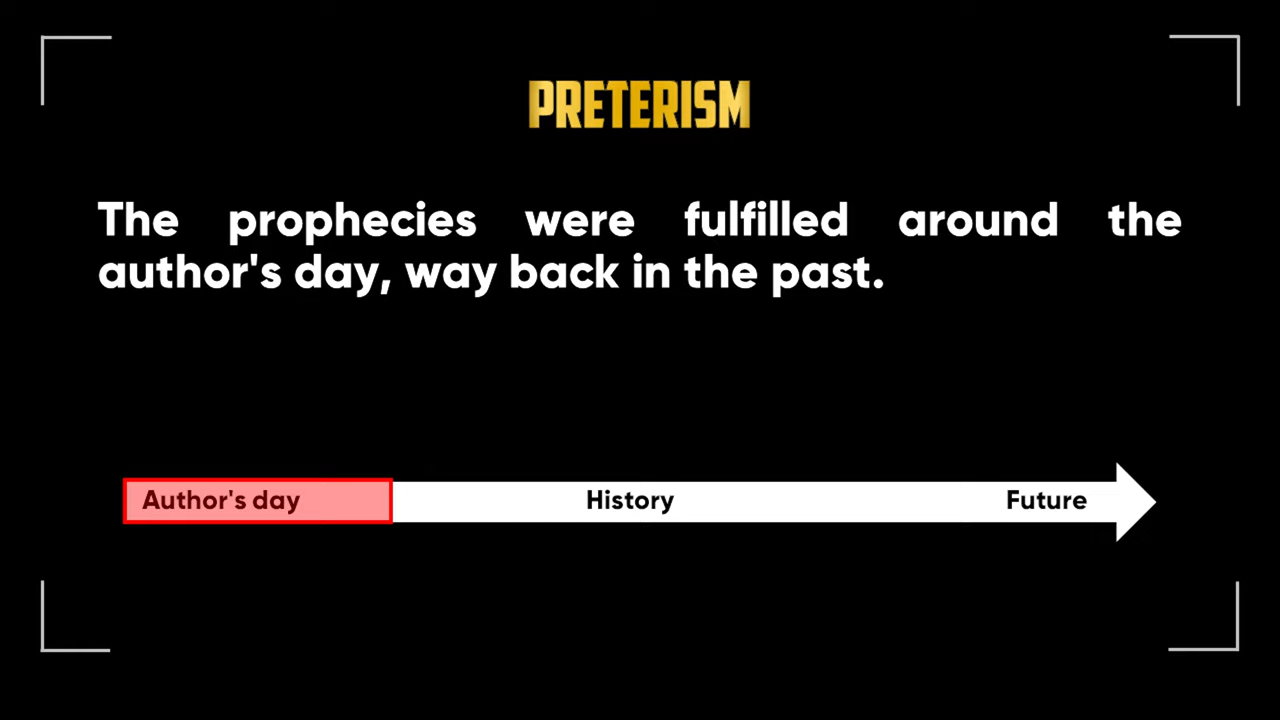 PRETERISM
The prophecies were fulfilled around the
author's day, way back in the past.
Author's day History Future